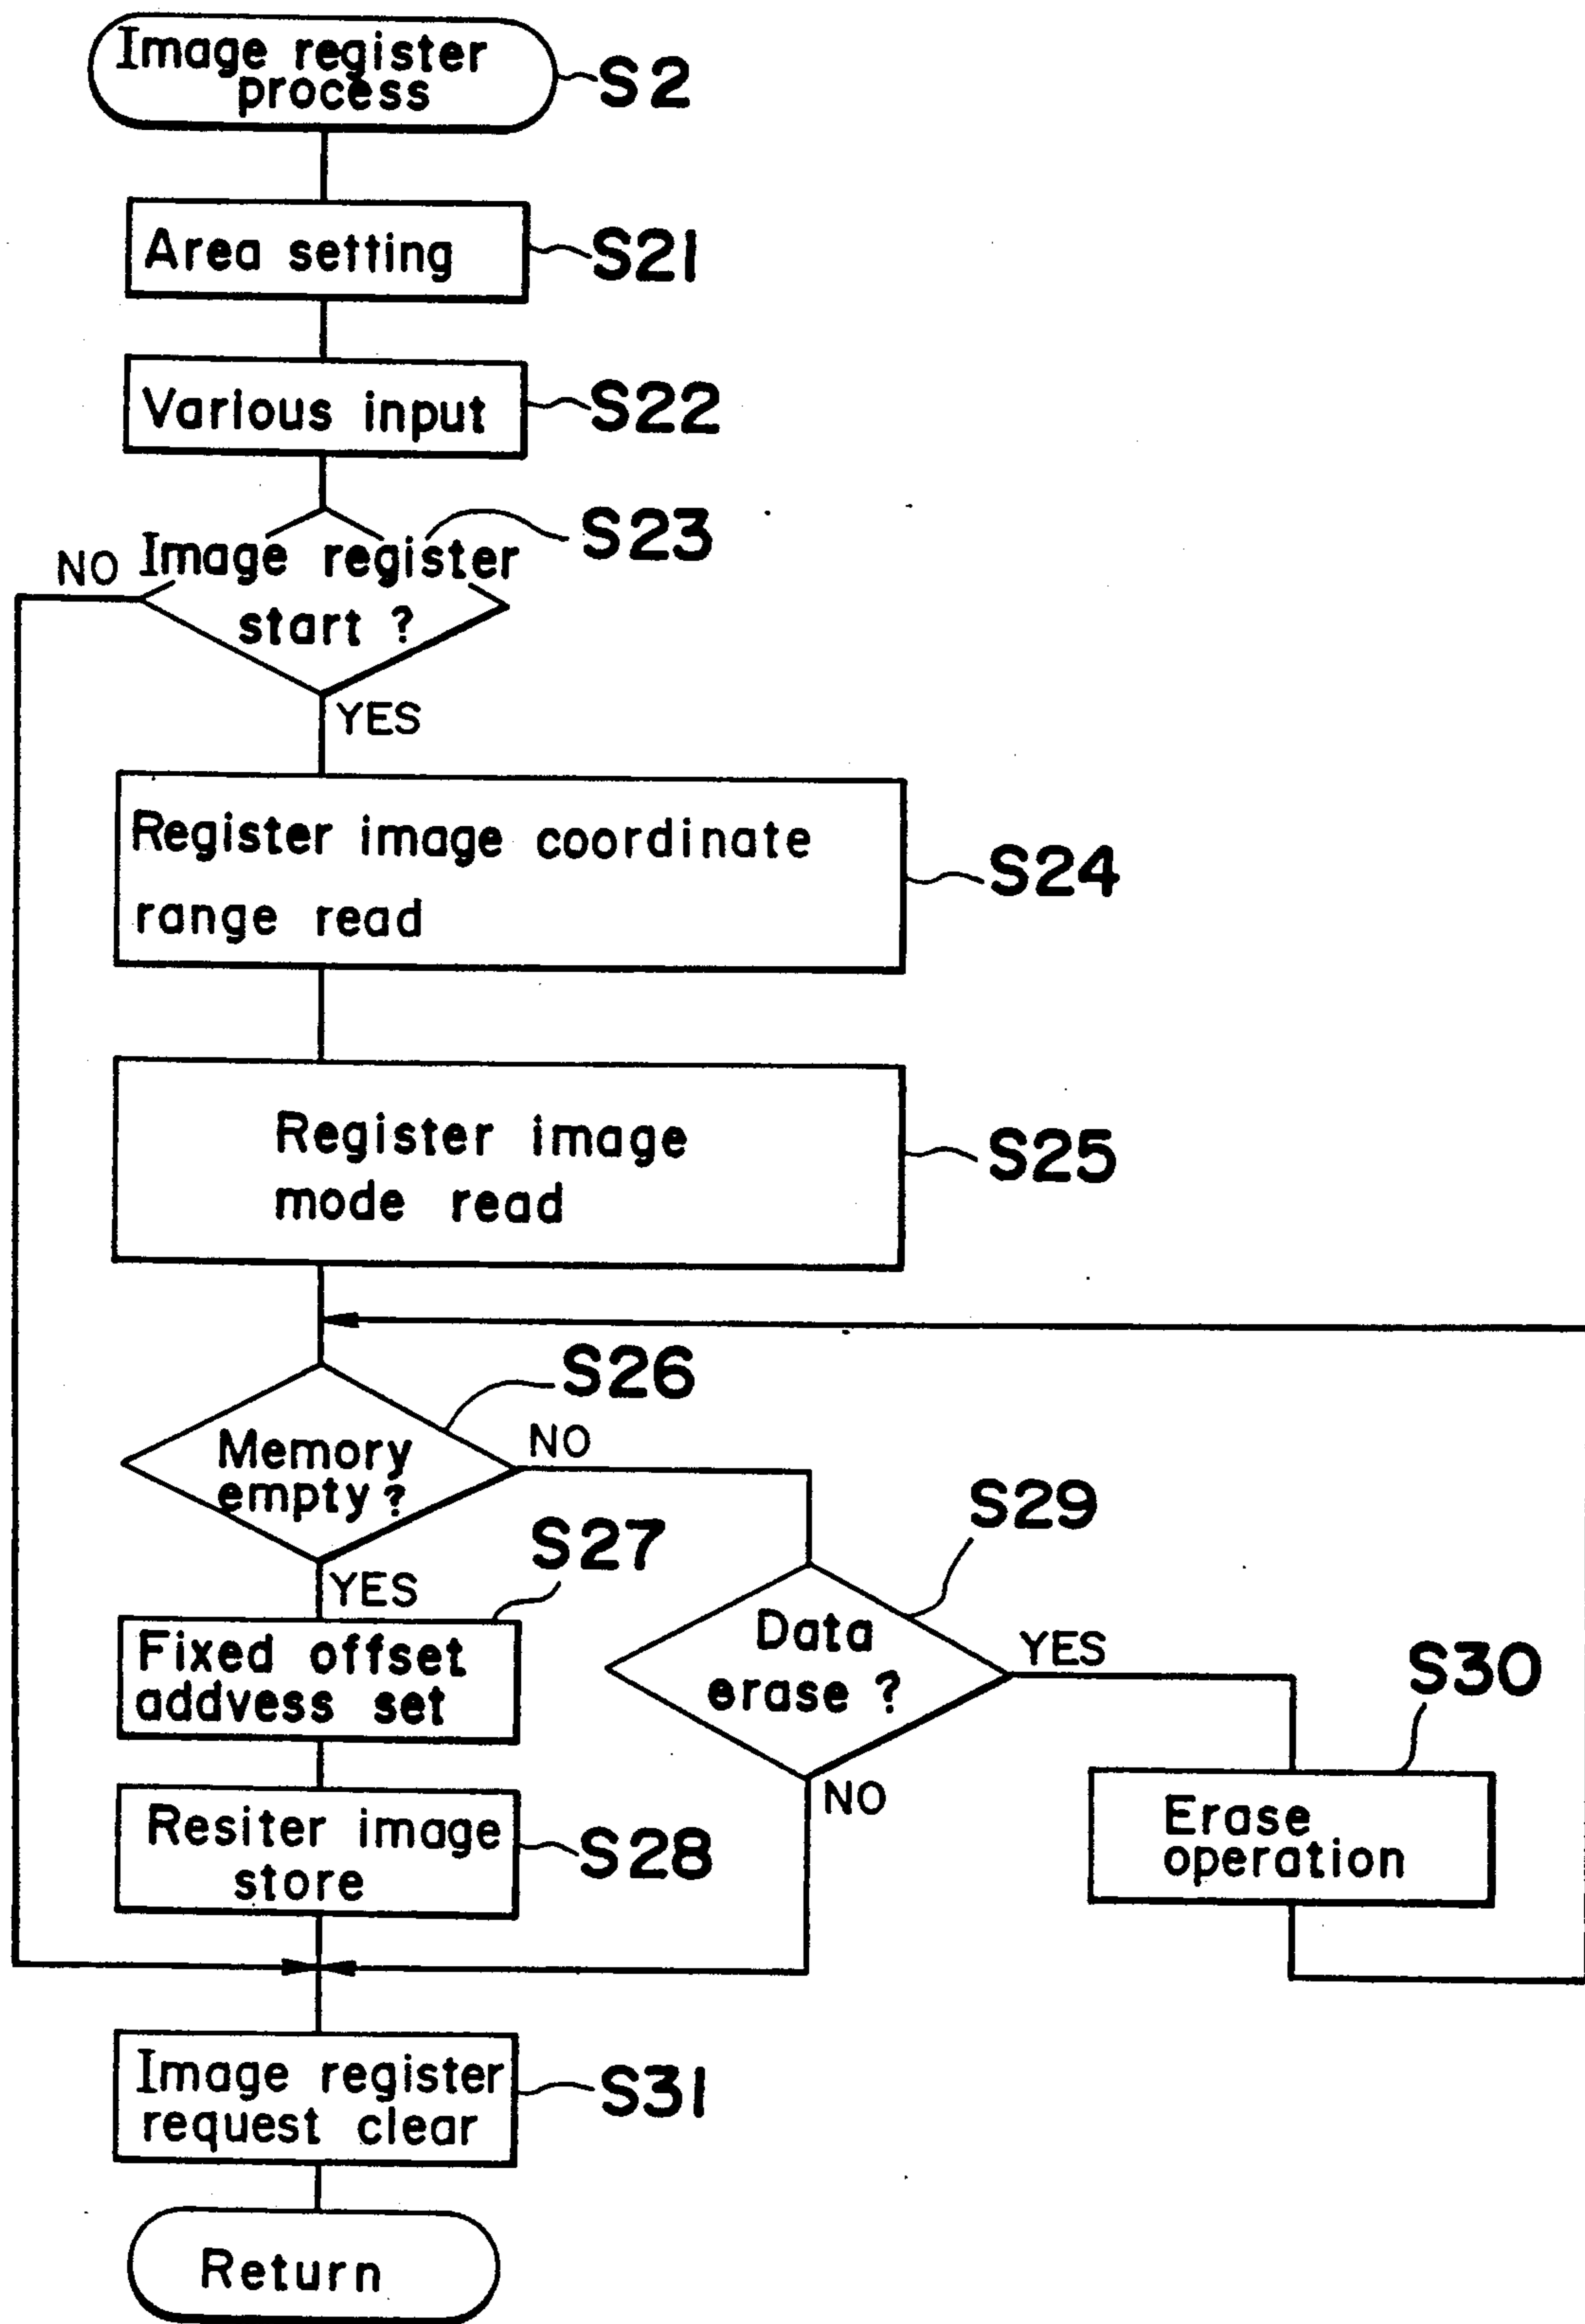 Image register
process
S2
Area setting
S21
Various input
S22
S23
NO
Image register
start ?
YES
Register image coordinate
range read
S24
Register image
mode read
S25
S26
Memory
empty ?
NO
S29
S27
YES
Data
erase ?
YES
S30
Fixed offset
addvess set
NO
Resiter image
store
S28
Erase
operation
Image register
request clear
S31
Return